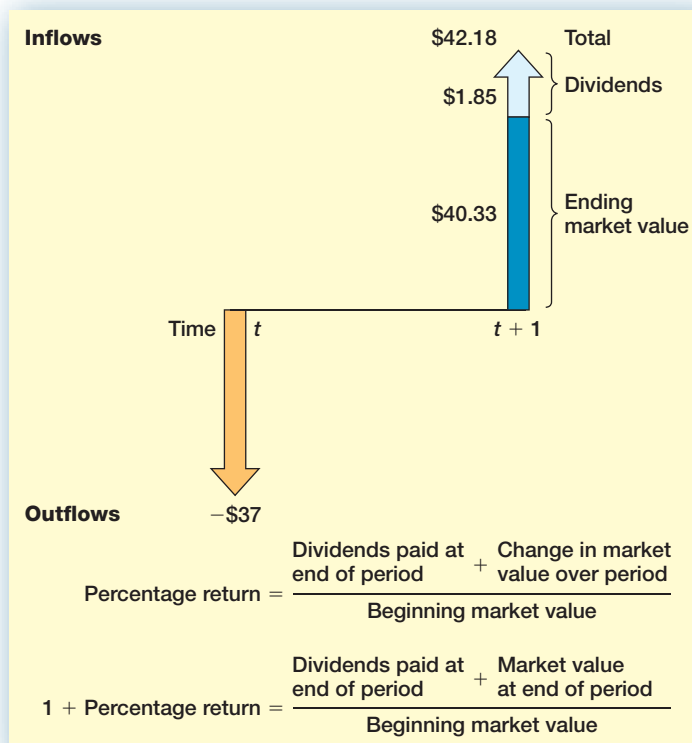 Inflows
$42.18 Total
$1.85 Dividends
$40.33 Ending
market value
Time t t + 1
Outflows −$37
Percentage return = Dividends paid at end of period + Change in market value over period
Beginning market value
1 + Percentage return = Dividends paid at end of period + Market value at end of period
Beginning market value